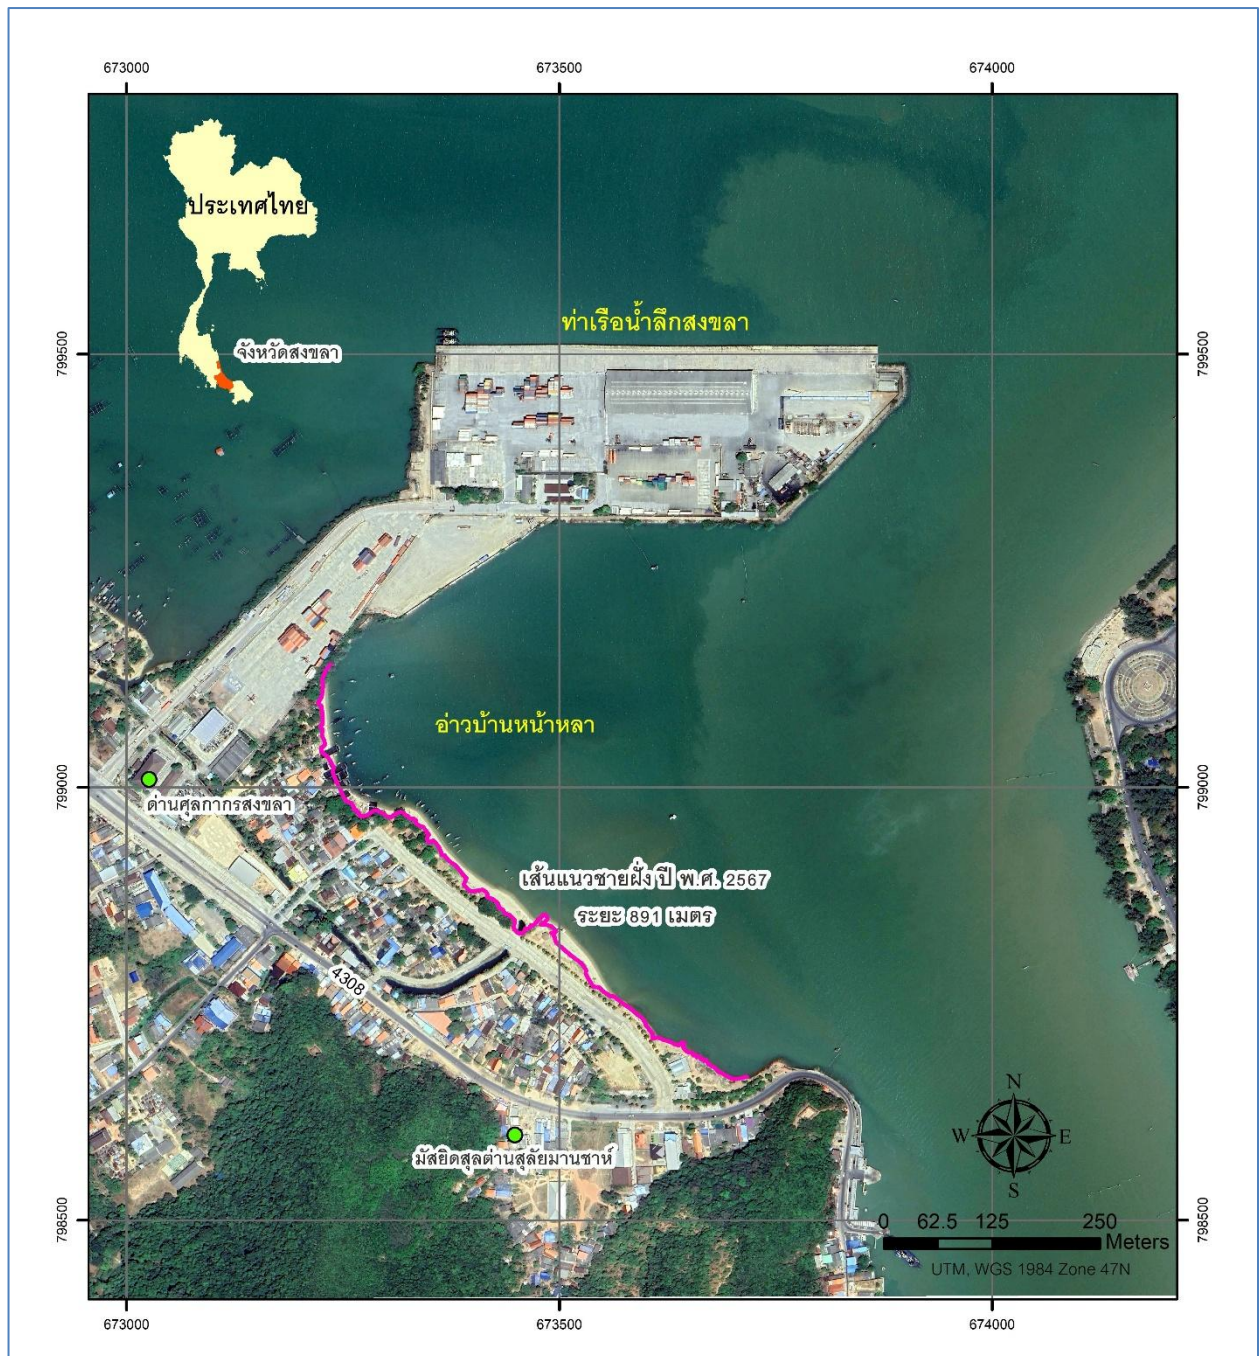 673000
673500
674000
ประเทศไทย
ท่าเรือน้ำลึกสงขลา
จังหวัดสงขลา
799500
799500
อ่าวบ้านหน้าหลา
799000
799000
ด่านศุลกากรสงขลา
เส้นแนวชายฝั่ง ปี พ.ศ. 2567
ระยะ 891 เมตร
4308
N
W
E
S
มัสยิดสุลต่านสุลัยมานชาห์
798500
798500
0 62.5 125 250
Meters
UTM, WGS 1984 Zone 47N
673000
673500
674000